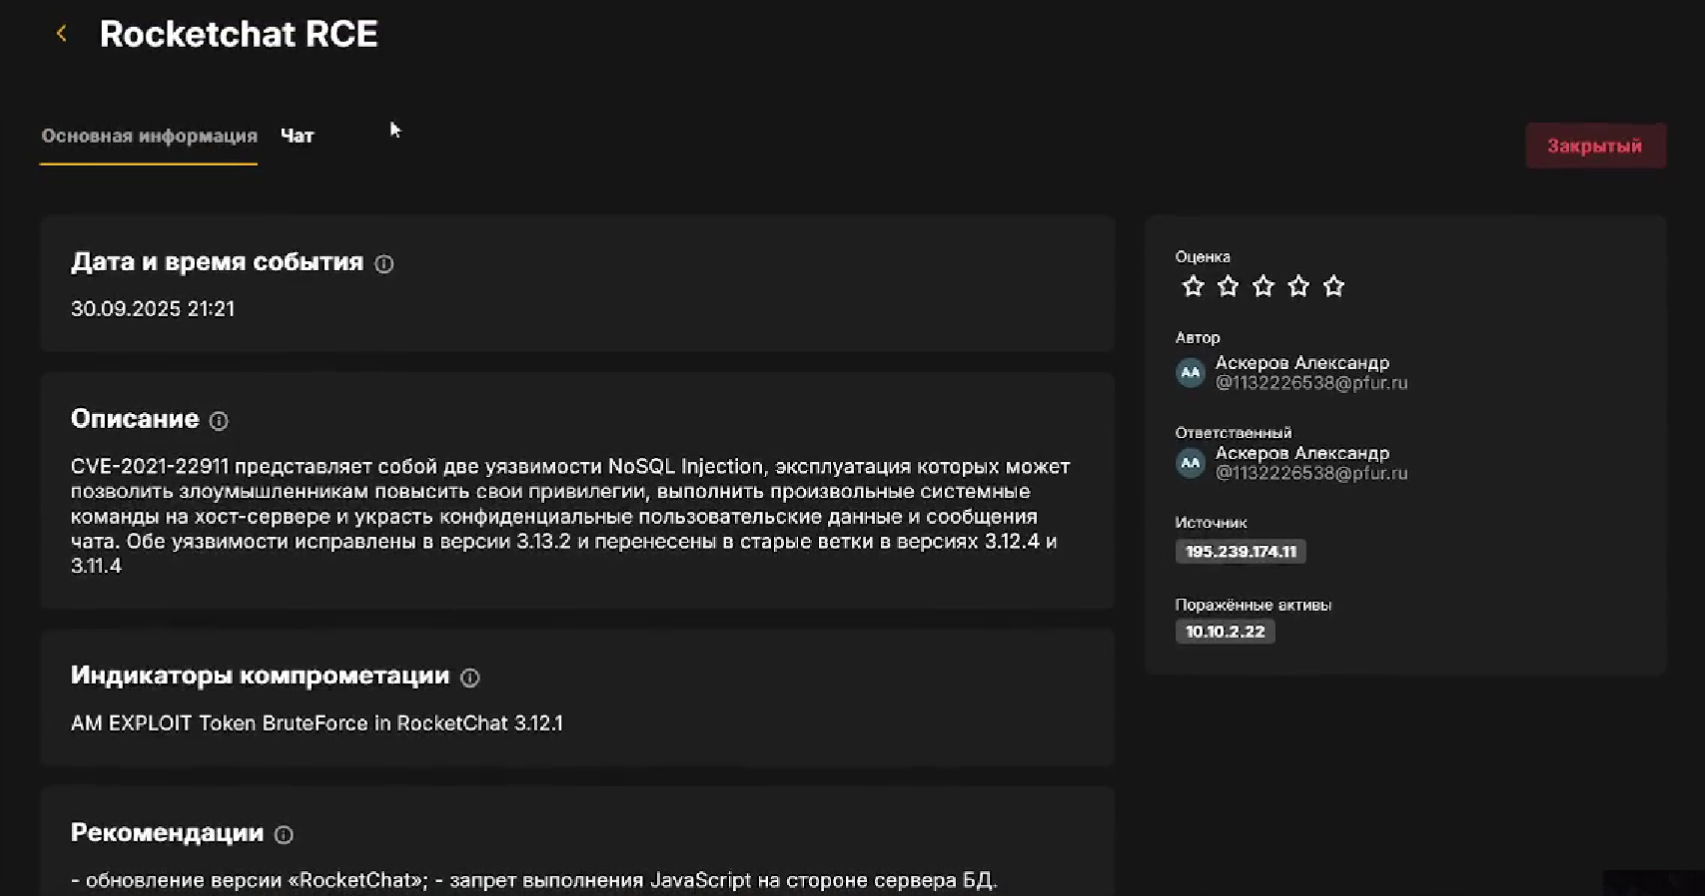 Rocketchat RCE
Основная информация
Чат
Закрытый
Дата и время события
30.09.2025 21:21
Описание
CVE-2021-22911 представляет собой две уязвимости NoSQL Injection, эксплуатация которых может
позволить злоумышленникам повысить свои привилегии, выполнить произвольные системные
команды на хост-сервере и украсть конфиденциальные пользовательские данные и сообщения
чата. Обе уязвимости исправлены в версии 3.13.2 и перенесены в старые ветки в версиях 3.12.4 и
3.11.4
Индикаторы компрометации
AM EXPLOIT Token BruteForce in RocketChat 3.12.1
Рекомендации
- обновление версии «RocketChat»; - запрет выполнения JavaScript на стороне сервера БД.
Оценка
Автор
АА
Аскеров Александр
@1132226538@pfur.ru
Ответственный
АА
Аскеров Александр
@1132226538@pfur.ru
Источник
195.239.174.11
Поражённые активы
10.10.2.22